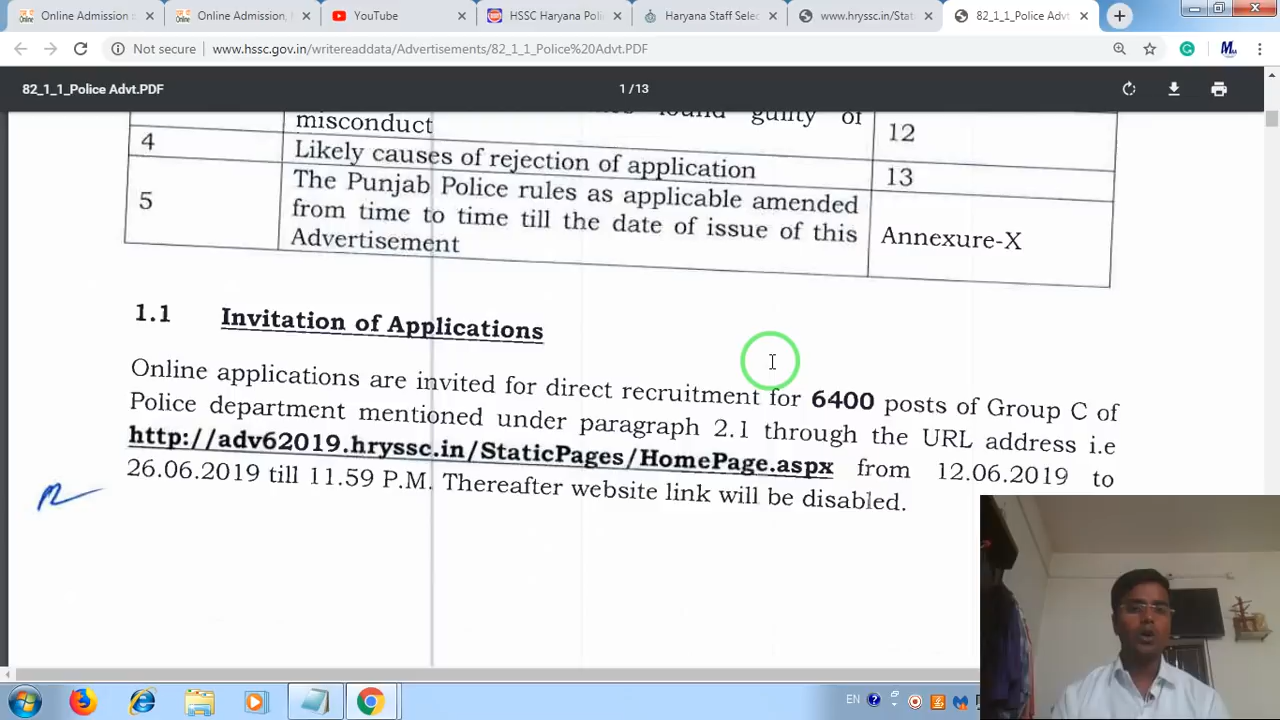 Online Admission o
Online Admission,
YouTube
HSSC Haryana Poli
Haryana Staff Selec
www.hryssc.in/Stat
82_1_1_Police Adv
Not secure
www.hssc.gov.in/writereaddata/Advertisements/82_1_1_Police%20Advt.PDF
82_1_1_Police Advt.PDF
1 / 13
found guilty of
misconduct
12
4
Likely causes of rejection of application
13
5
The Punjab Police rules as applicable amended
from time to time till the date of issue of this
Advertisement
Annexure-X
1.1 Invitation of Applications
Online applications are invited for direct recruitment for 6400 posts of Group C of
Police department mentioned under paragraph 2.1 through the URL address i.e
http://adv62019.hryssc.in/StaticPages/HomePage.aspx from 12.06.2019 to
26.06.2019 till 11.59 P.M. Thereafter website link will be disabled.
EN